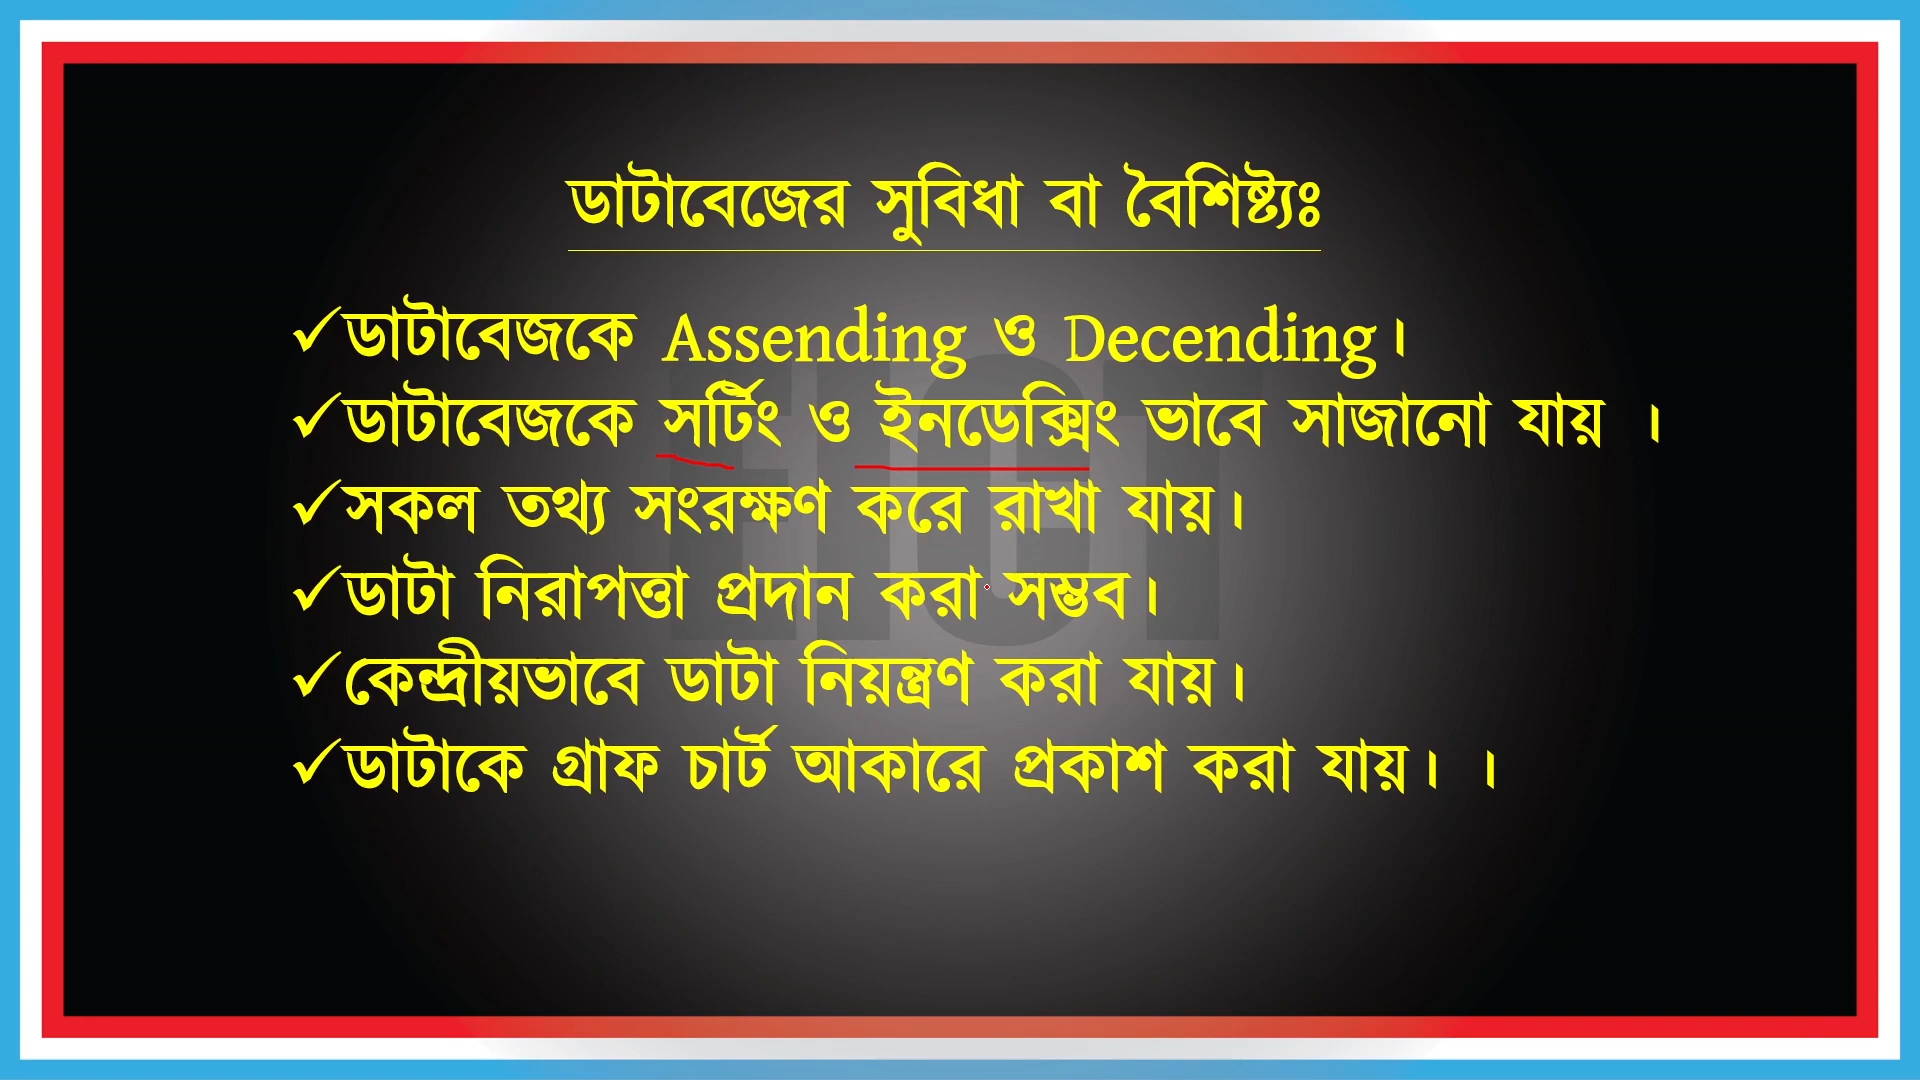 ডাটাবেজের সুবিধা বা বৈশিষ্ট্যঃ
✓ডাটাবেজকে Assending ও Decending।
✓ডাটাবেজকে সর্টিং ও ইনডেক্সিং ভাবে সাজানো যায় ।
✓সকল তথ্য সংরক্ষণ করে রাখা যায়।
✓ডাটা নিরাপত্তা প্রদান করা সম্ভব।
✓কেন্দ্রীয়ভাবে ডাটা নিয়ন্ত্রণ করা যায়।
✓ডাটাকে গ্রাফ চার্ট আকারে প্রকাশ করা যায়। ।